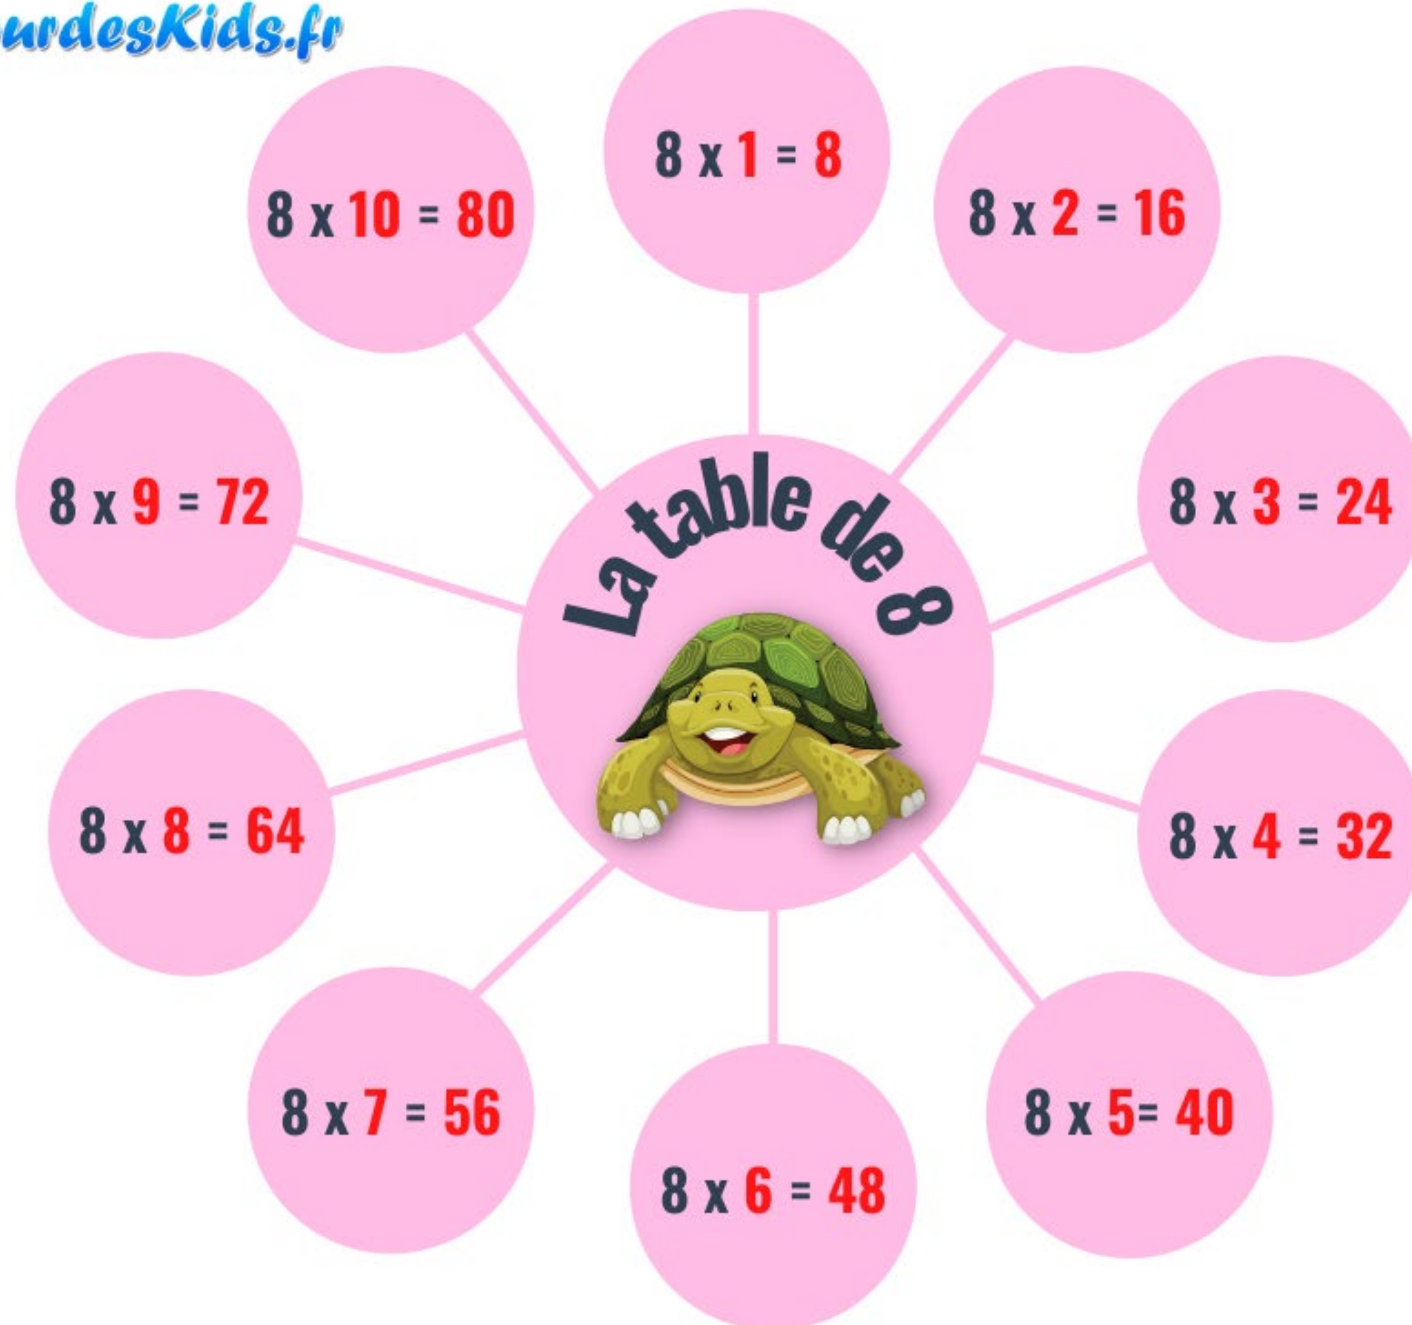 urdesKids.fr
8 x 1 = 8
8 x 2 = 16
8 x 3 = 24
8 x 4 = 32
8 x 5= 40
8 x 6 = 48
8 x 7 = 56
8 x 8 = 64
8 x 9 = 72
8 x 10 = 80
La table de 8